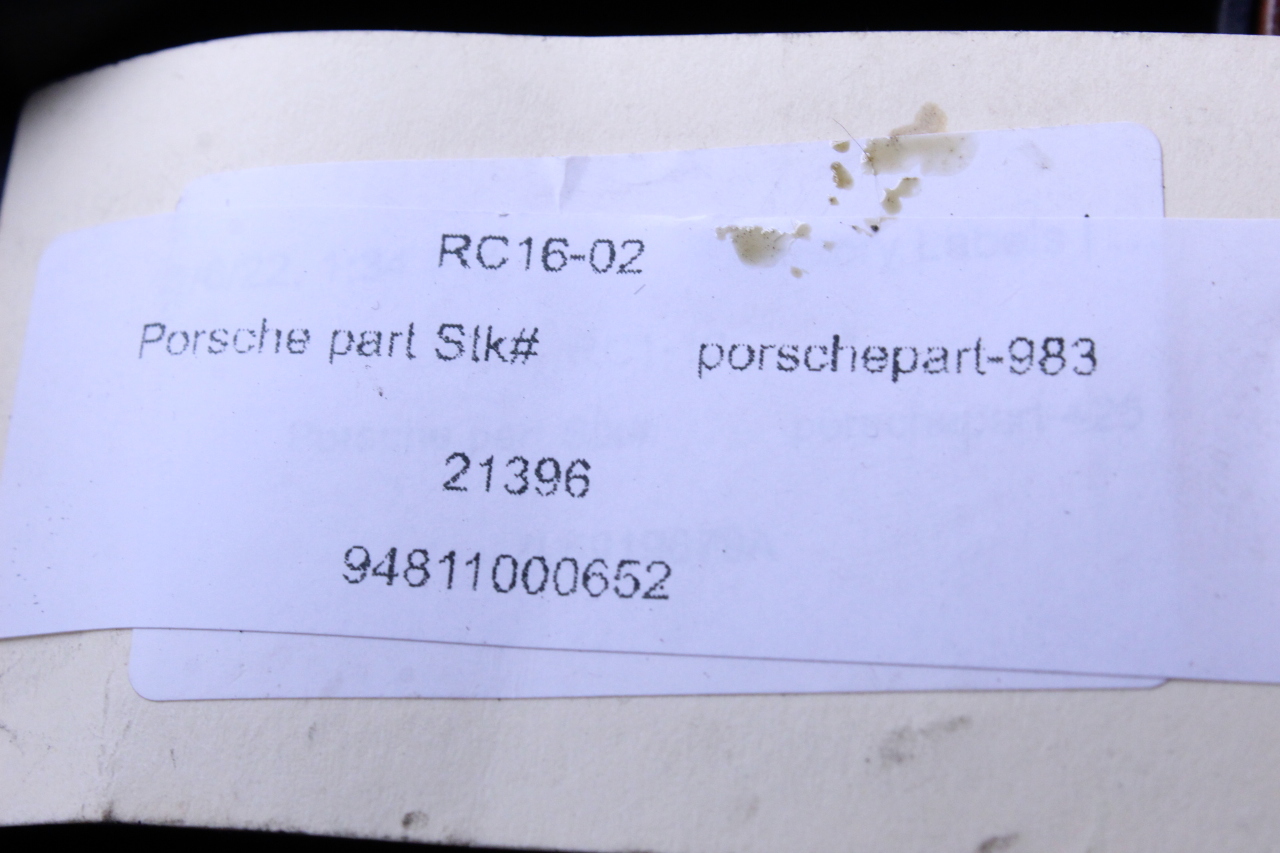 RC16-02
Porsche part Stk# porschepart-983
21396
94811000652